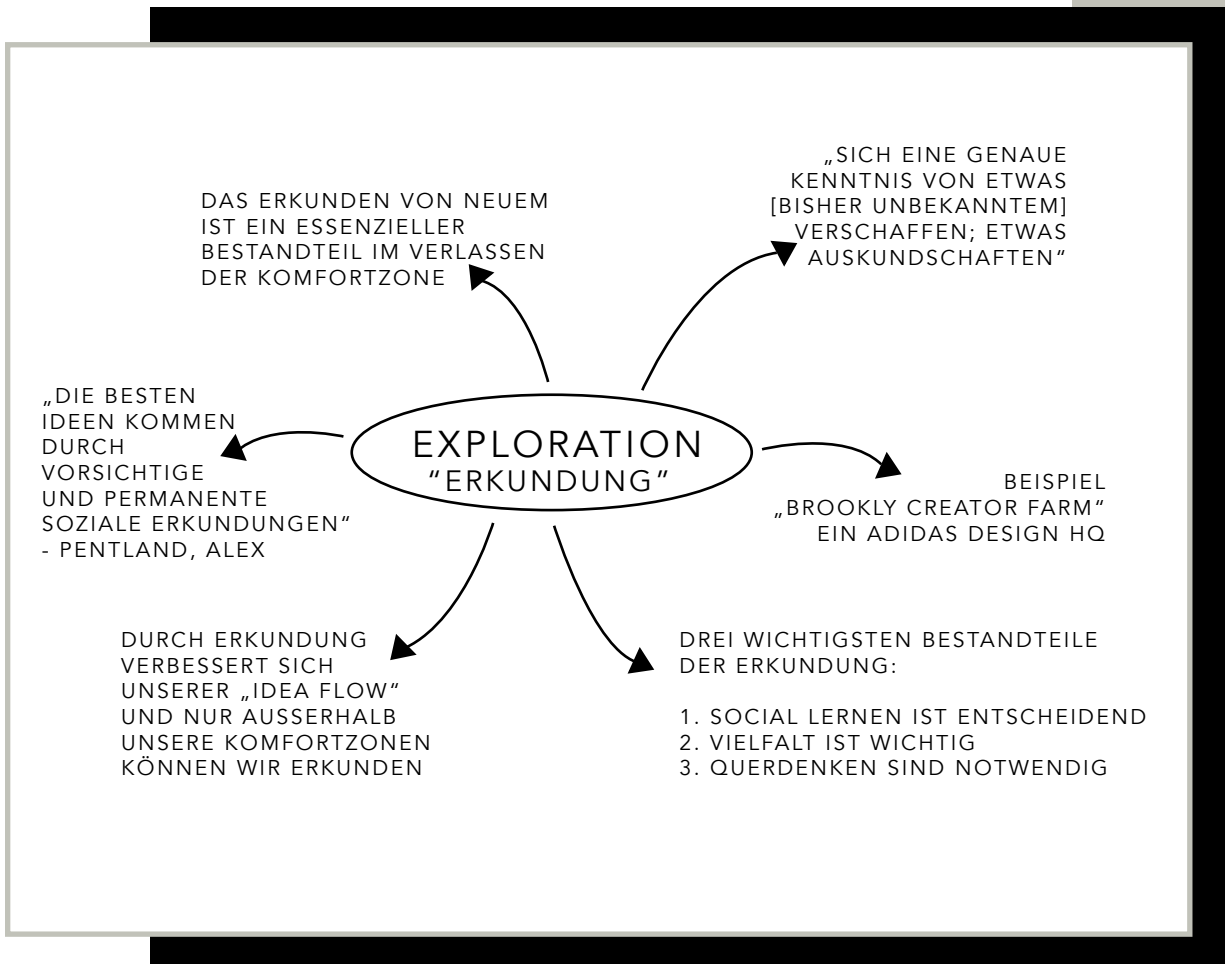 DAS ERKUNDEN VON NEUEM
IST EIN ESSENZIELLER
BESTANDTEIL IM VERLASSEN
DER KOMFORTZONE
„SICH EINE GENAUE
KENNTNIS VON ETWAS
[BISHER UNBEKANNTEM]
VERSCHAFFEN; ETWAS
AUSKUNDSCHAFTEN“
„DIE BESTEN
IDEEN KOMMEN
DURCH
VORSICHTIGE
UND PERMANENTE
SOZIALE ERKUNDUNGEN“
- PENTLAND, ALEX
EXPLORATION
"ERKUNDUNG"
BEISPIEL
„BROOKLY CREATOR FARM“
EIN ADIDAS DESIGN HQ
DURCH ERKUNDUNG
VERBESSERT SICH
UNSERER „IDEA FLOW“
UND NUR AUSSERHALB
UNSERE KOMFORTZONEN
KÖNNEN WIR ERKUNDEN
DREI WICHTIGSTEN BESTANDTEILE
DER ERKUNDUNG:
1. SOCIAL LERNEN IST ENTSCHEIDEND
2. VIELFALT IST WICHTIG
3. QUERDENKEN SIND NOTWENDIG